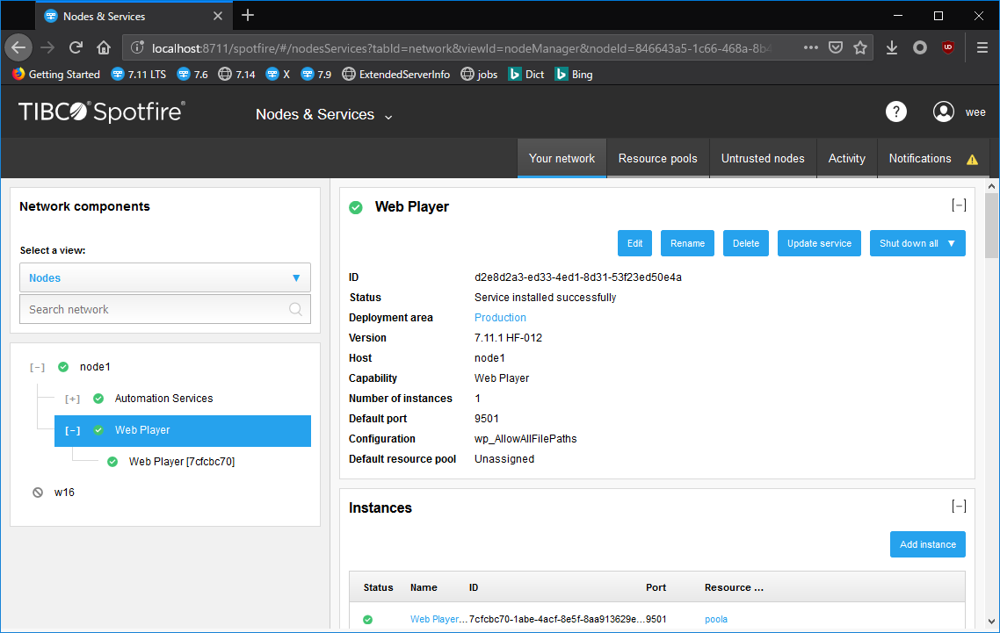 Nodes & Services
localhost:8711/spotfire/#/nodesServices?tabId=network&viewId=nodeManager&nodeId=846643a5-1c66-468a-8b4
Getting Started 7.11 LTS 7.6 7.14 X 7.9 ExtendedServerInfo jobs Dict Bing
TIBCO® Spotfire® Nodes & Services ? wee
Your network Resource pools Untrusted nodes Activity Notifications
Network components
Select a view:
Nodes
Search network
[-] node1
[+] Automation Services
[-] Web Player
Web Player [7cfcbc70]
w16
Web Player [-]
Edit Rename Delete Update service Shut down all
ID d2e8d2a3-ed33-4ed1-8d31-53f23ed50e4a
Status Service installed successfully
Deployment area Production
Version 7.11.1 HF-012
Host node1
Capability Web Player
Number of instances 1
Default port 9501
Configuration wp_AllowAllFilePaths
Default resource pool Unassigned
Instances [-]
Add instance
Status Name ID Port Resource ...
Web Player... 7cfcbc70-1abe-4acf-8e5f-8aa913629e... 9501 poola